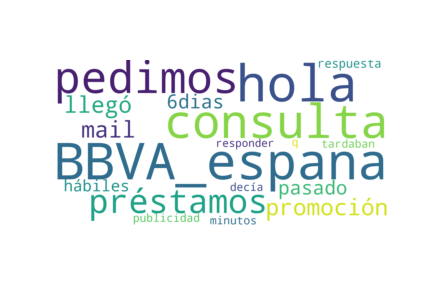 respuesta
pedimos hola
llegó 6dias
mail consulta
responder q tardaban
BBVA_espana
hábiles decía pasado
préstamos promoción
publicidad minutos